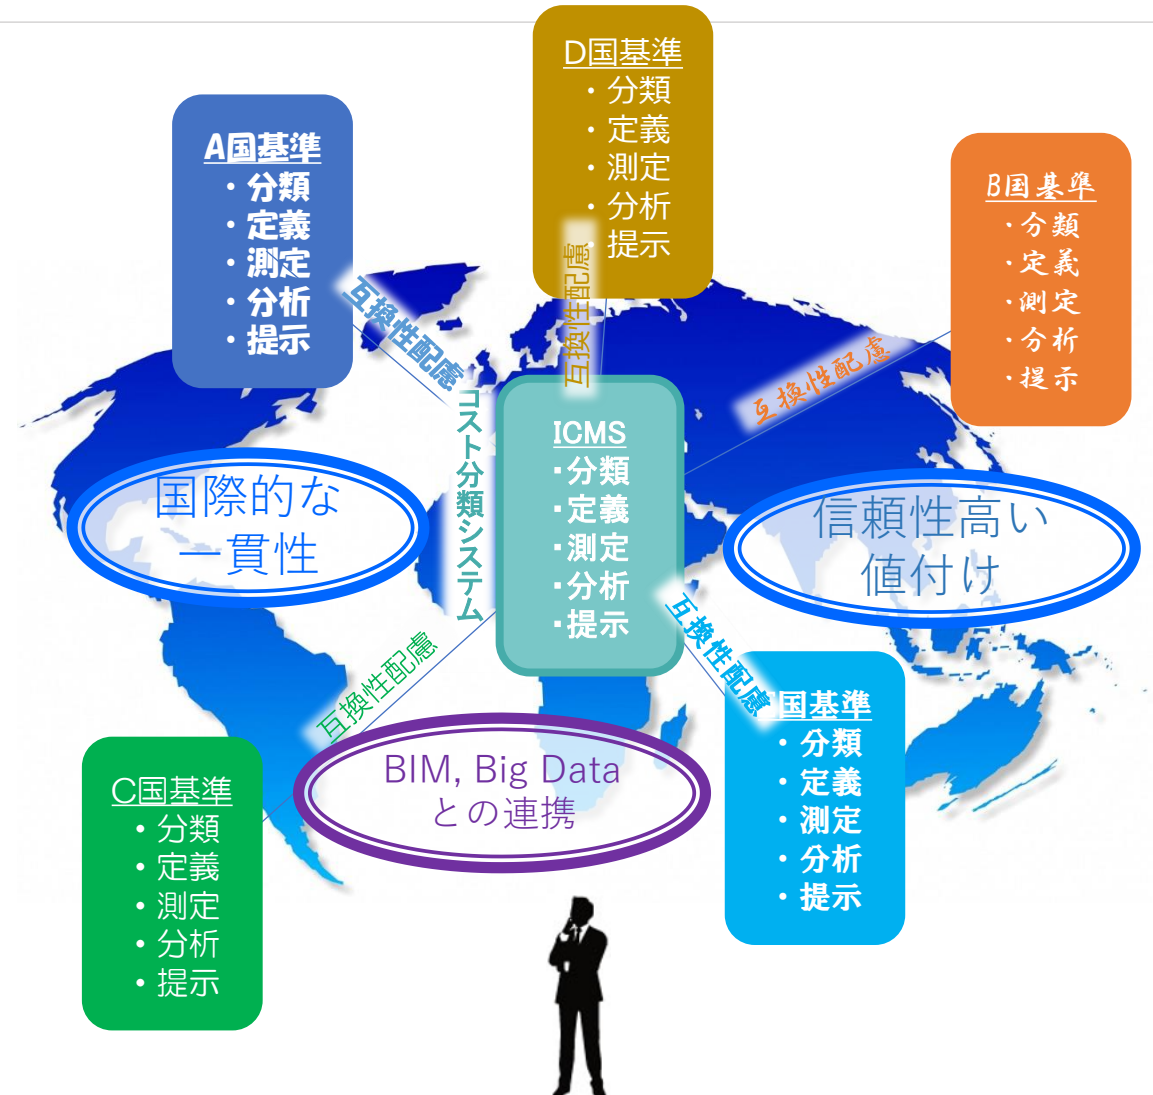 D国基準
・分類
・定義
・測定
・分析
・提示
A国基準
・分類
・定義
・測定
・分析
・提示
B国基準
・分類
・定義
・測定
・分析
・提示
互換性配慮
互換性配慮
互換性配慮
コスト分類システム
ICMS
▪分類
▪定義
▪測定
▪分析
▪提示
国際的な
一貫性
信頼性高い
値付け
互換性配慮
互換性配慮
BIM, Big Data
との連携
C国基準
• 分類
• 定義
• 測定
• 分析
• 提示
国基準
・分類
・定義
・測定
・分析
・提示